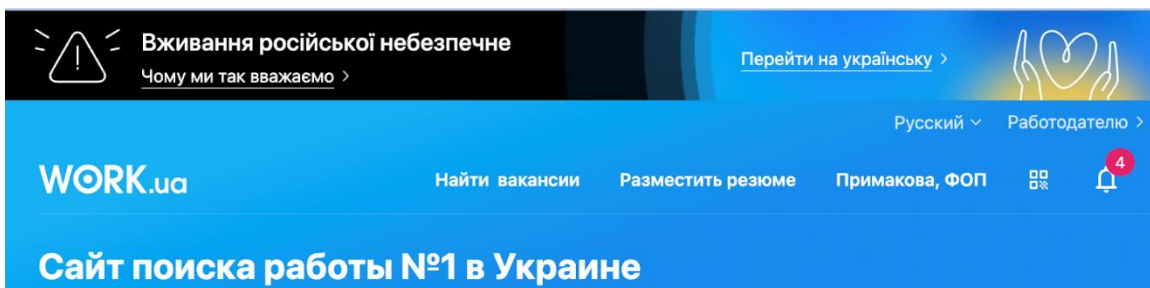 Вживання російської небезпечне
Чому ми так вважаємо >
Перейти на українську >
Русский
Работодателю >
WORK.ua
Найти вакансии
Разместить резюме
Примакова, ФОП
4
Сайт поиска работы №1 в Украине